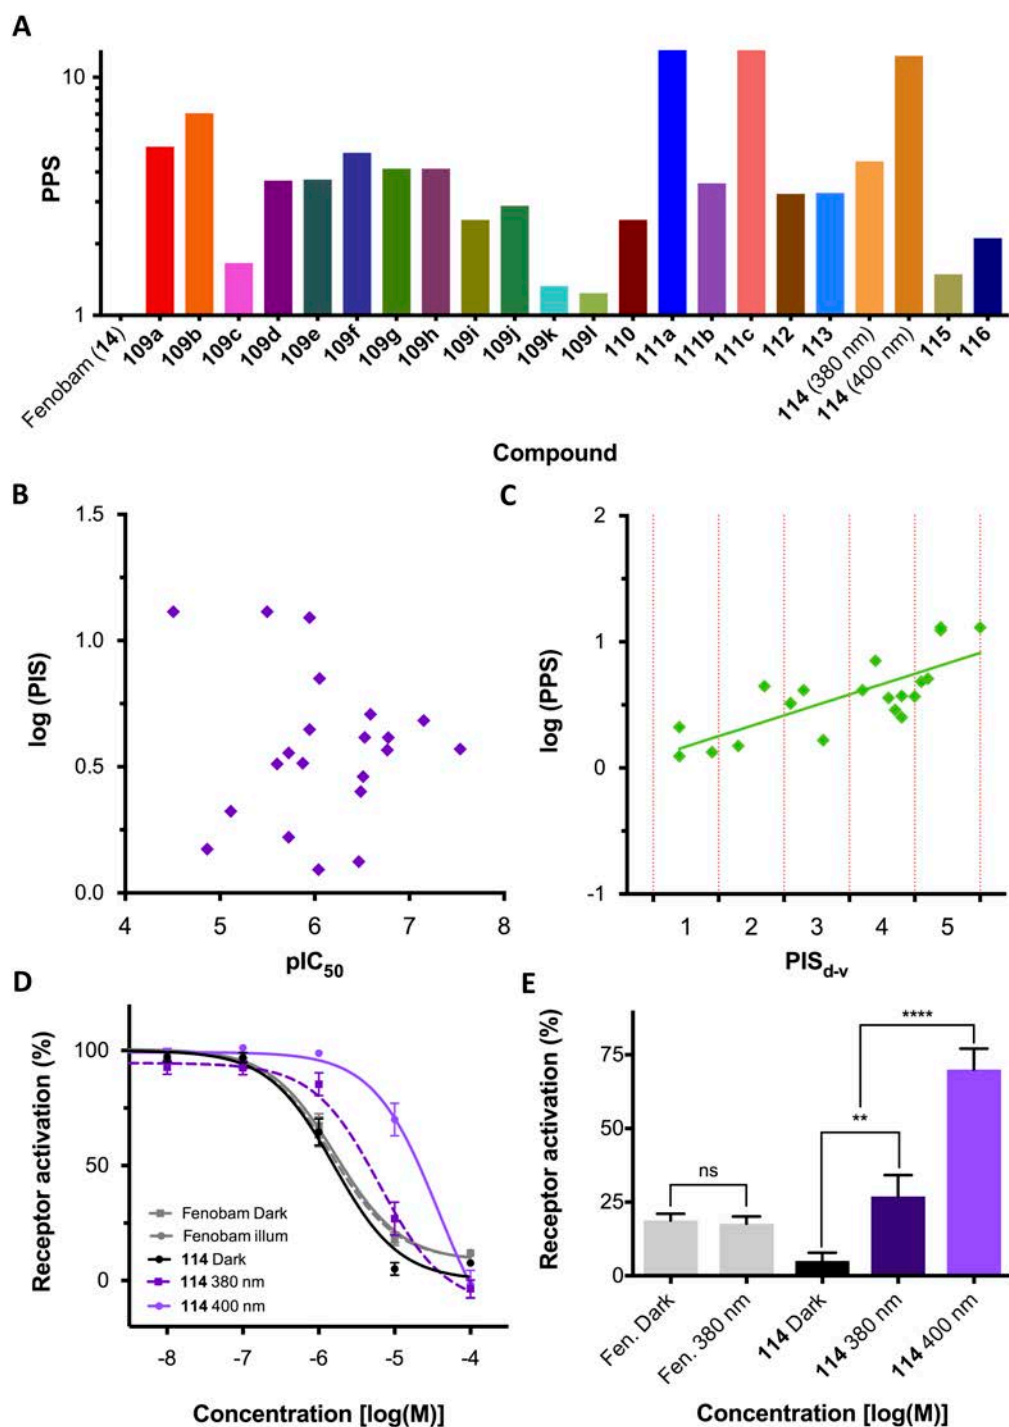 A
PPS
10
1
Fenobam (14)
109a
109b
109c
109d
109e
109f
109g
109h
109i
109j
109k
109l
110
111a
111b
111c
112
113
114 (380 nm)
114 (400 nm)
115
116
Compound
B
log (PIS)
1.5
1.0
0.5
0.0
4 5 6 7 8
pIC50
C
log (PPS)
2
1
0
-1
1 2 3 4 5
PISd-v
D
Receptor activation (%)
100
50
0
Fenobam Dark
Fenobam illum
114 Dark
114 380 nm
114 400 nm
-8 -7 -6 -5 -4
Concentration [log(M)]
E
Receptor activation (%)
75
50
25
0
ns
**
****
Fen. Dark
Fen. 380 nm
114 Dark
114 380 nm
114 400 nm
Concentration [log(M)]